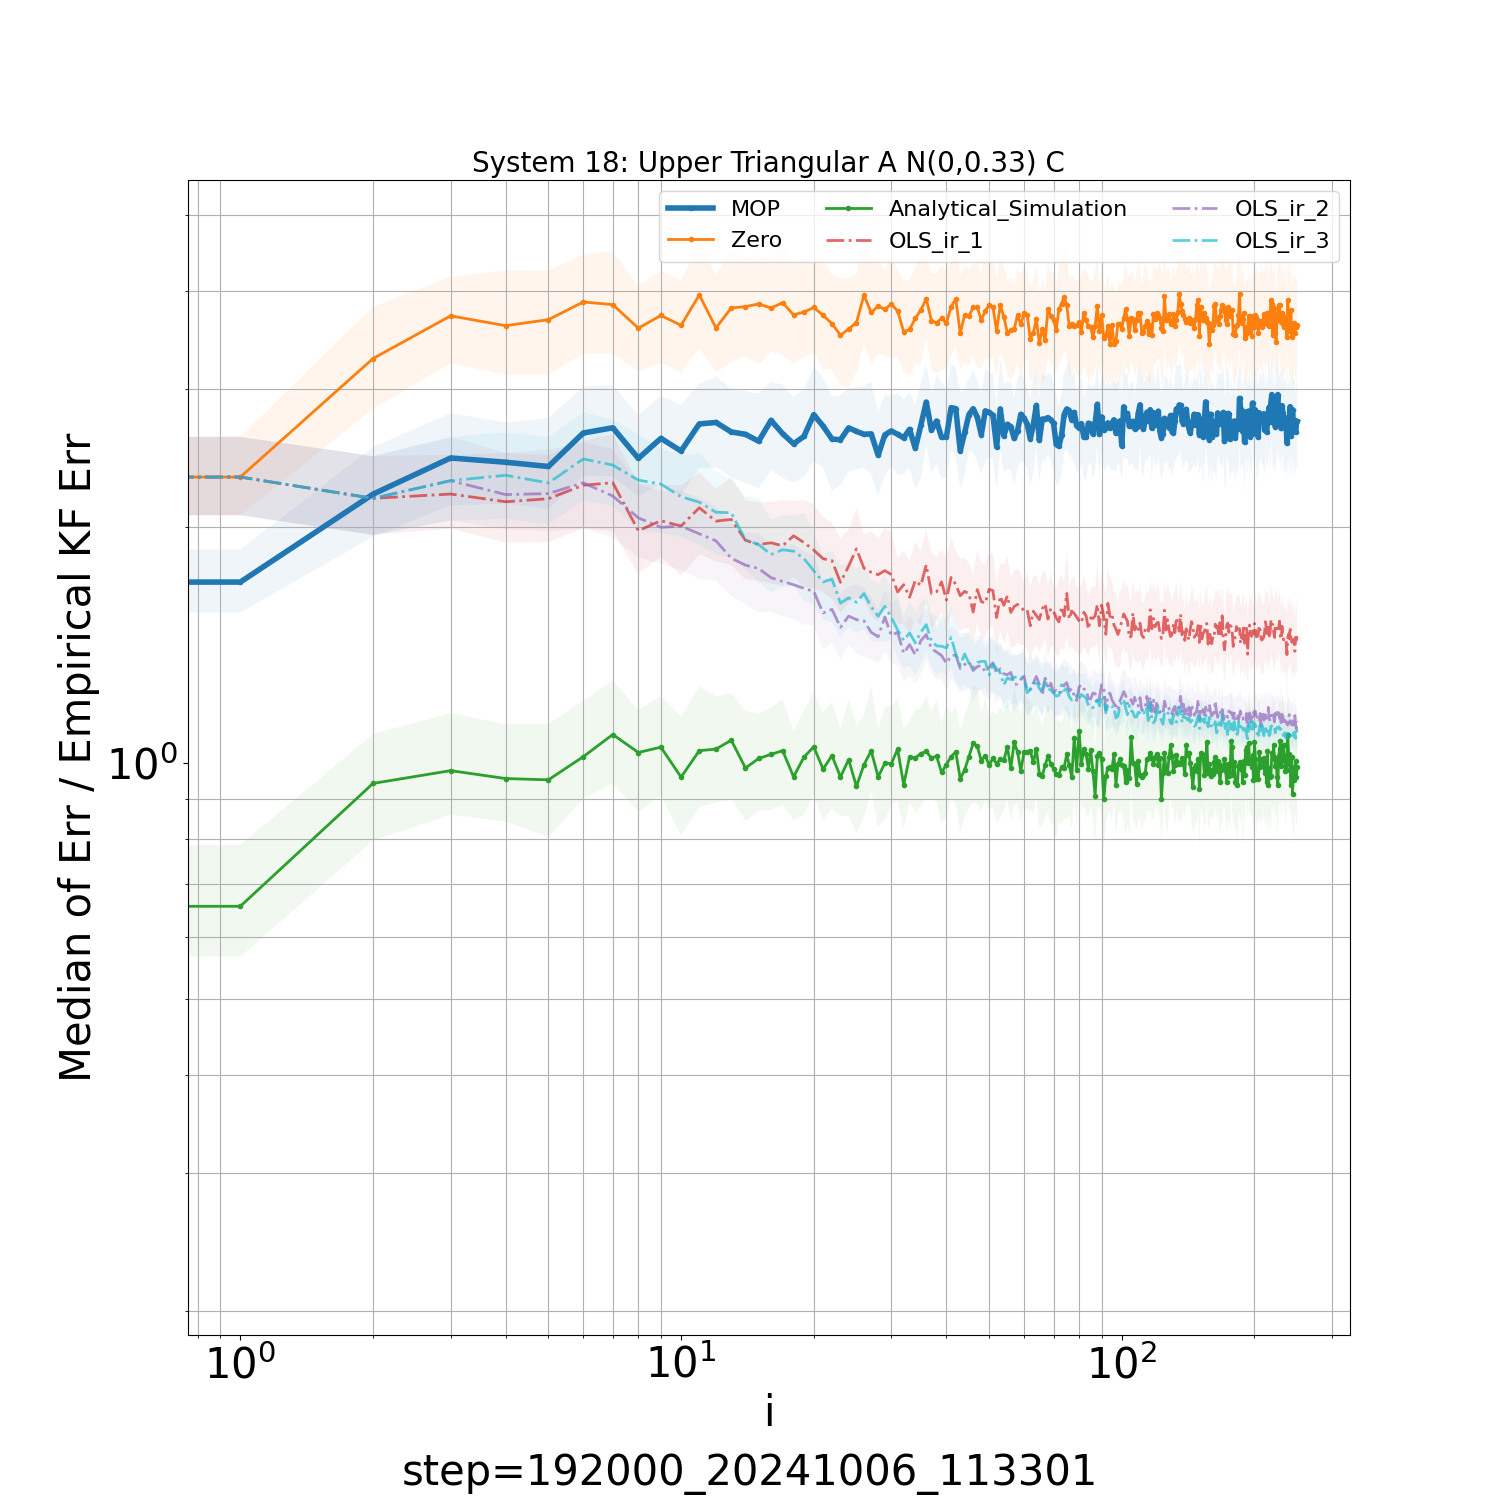 System 18: Upper Triangular A N(0,0.33) C
MOP
Zero
Analytical_Simulation
OLS_ir_1
OLS_ir_2
OLS_ir_3
Median of Err / Empirical KF Err
10⁰
10⁰ 10¹ 10²
i
step=192000_20241006_113301